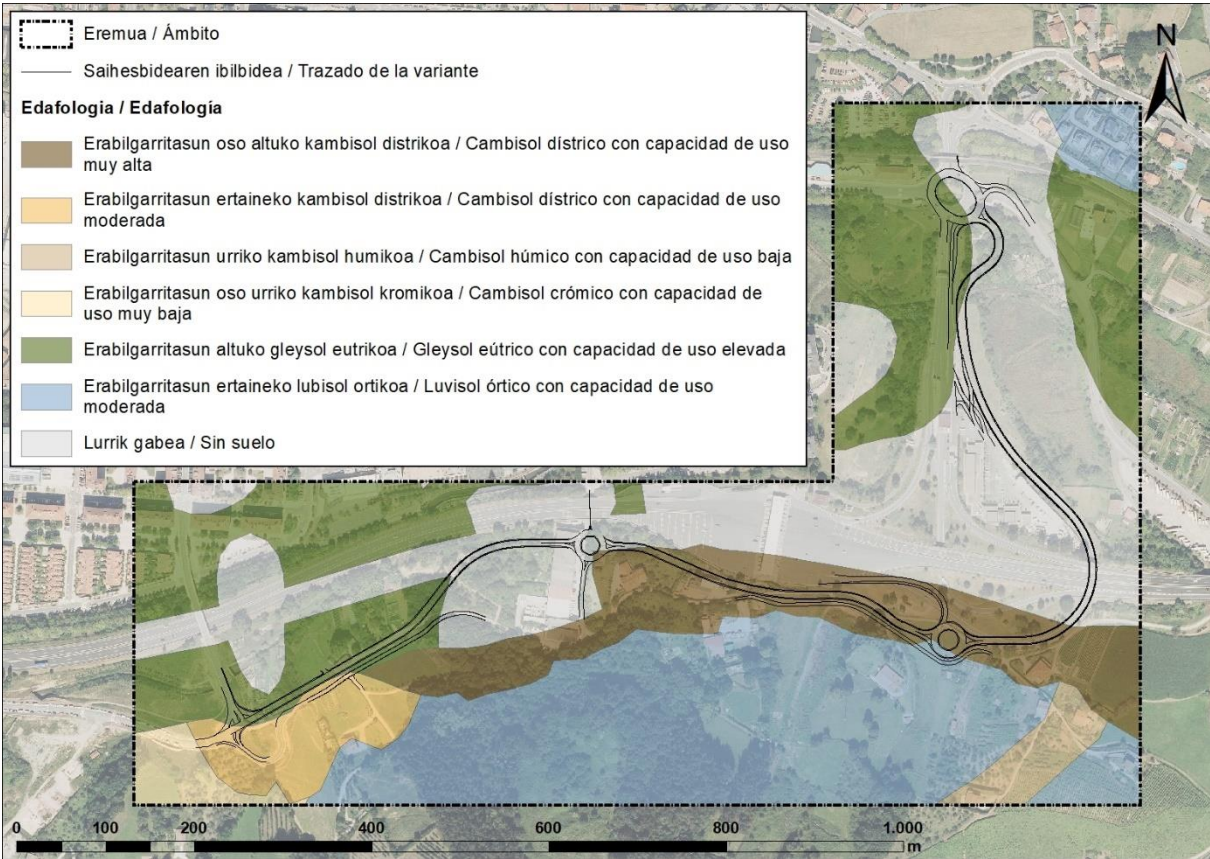 Eremua / Ámbito
Saihesbidearen ibilbidea / Trazado de la variante
Edafologia / Edafología
Erabilgarritasun oso altuko kambisol distrikoa / Cambisol dístrico con capacidad de uso
muy alta
Erabilgarritasun ertaineko kambisol distrikoa / Cambisol dístrico con capacidad de uso
moderada
Erabilgarritasun urriko kambisol humikoa / Cambisol húmico con capacidad de uso baja
Erabilgarritasun oso urriko kambisol kromikoa / Cambisol crómico con capacidad de
uso muy baja
Erabilgarritasun altuko gleysol eutrikoa / Gleysol eútrico con capacidad de uso elevada
Erabilgarritasun ertaineko lubisol ortikoa / Luvisol órtico con capacidad de uso
moderada
Lurrik gabea / Sin suelo
N
0 100 200 400 600 800 1.000
m